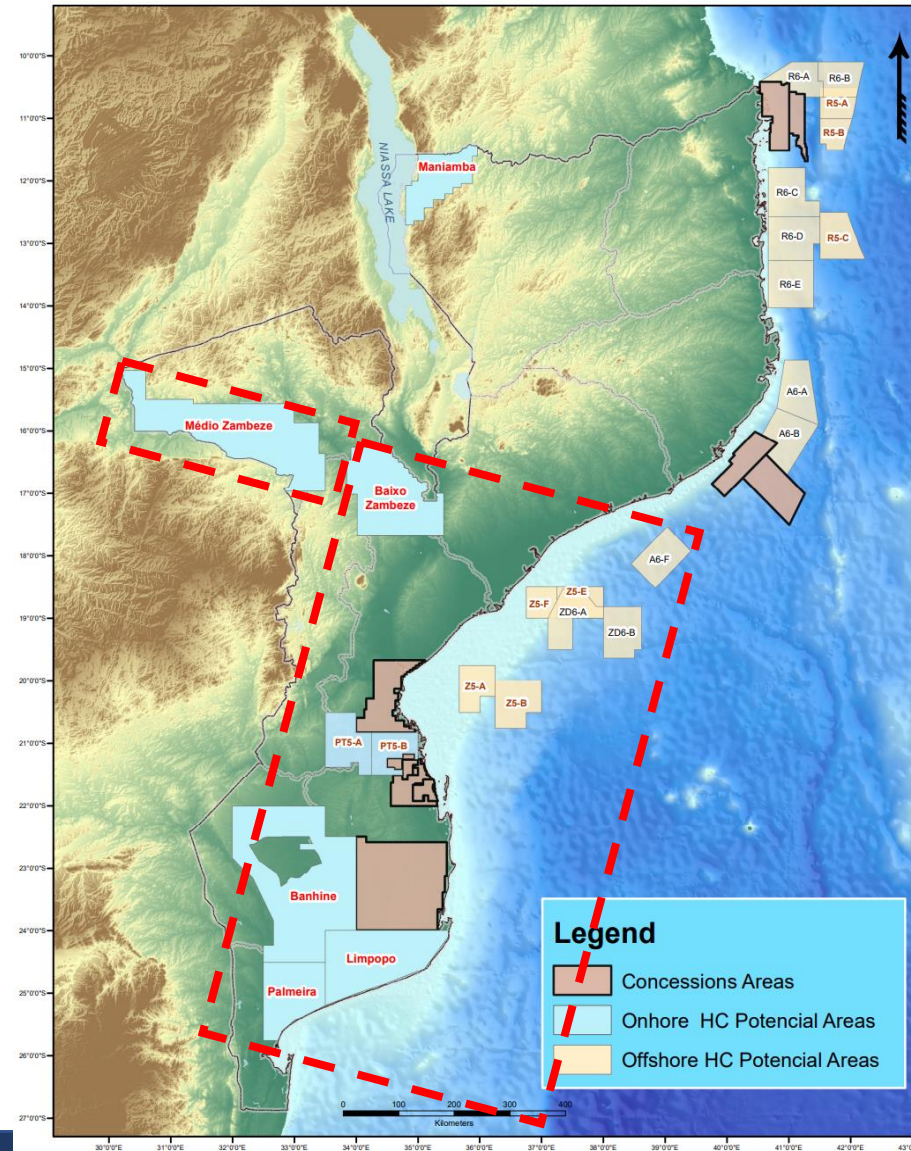 9°0'0"S
10°0'0"S
11°0'0"S
12°0'0"S
13°0'0"S
14°0'0"S
15°0'0"S
16°0'0"S
17°0'0"S
18°0'0"S
19°0'0"S
20°0'0"S
21°0'0"S
22°0'0"S
23°0'0"S
24°0'0"S
25°0'0"S
26°0'0"S
27°0'0"S
R6-A
R6-B
R5-A
R5-B
NIASSA LAKE
Maniamba
R6-C
R6-D
R5-C
R6-E
A6-A
A6-B
Médio Zambeze
Baixo
Zambeze
A6-F
Z5-E
Z5-F
ZD6-A
ZD6-B
Z5-A
Z5-B
PT5-A
PT5-B
Banhine
Limpopo
Palmeira
Legend
Concessions Areas
Onhore HC Potencial Areas
Offshore HC Potencial Areas
0 100 200 300 400
Kilometers
30°0'0"E 31°0'0"E 32°0'0"E 33°0'0"E 34°0'0"E 35°0'0"E 36°0'0"E 37°0'0"E 38°0'0"E 39°0'0"E 40°0'0"E 41°0'0"E 42°0'0"E